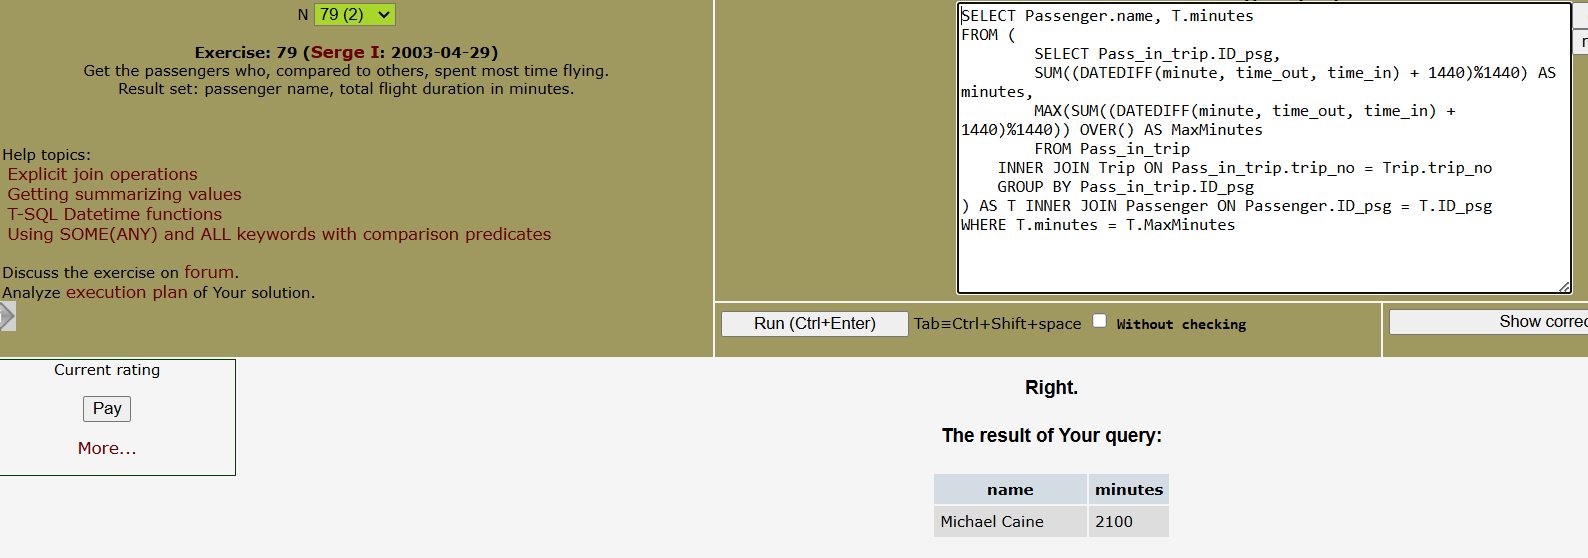 N 79 (2)
Exercise: 79 (Serge I: 2003-04-29)
Get the passengers who, compared to others, spent most time flying.
Result set: passenger name, total flight duration in minutes.
Help topics:
Explicit join operations
Getting summarizing values
T-SQL Datetime functions
Using SOME(ANY) and ALL keywords with comparison predicates
Discuss the exercise on forum.
Analyze execution plan of Your solution.
SELECT Passenger.name, T.minutes
FROM (
SELECT Pass_in_trip.ID_psg,
SUM((DATEDIFF(minute, time_out, time_in) + 1440)%1440) AS
minutes,
MAX(SUM((DATEDIFF(minute, time_out, time_in) +
1440)%1440)) OVER() AS MaxMinutes
FROM Pass_in_trip
INNER JOIN Trip ON Pass_in_trip.trip_no = Trip.trip_no
GROUP BY Pass_in_trip.ID_psg
) AS T INNER JOIN Passenger ON Passenger.ID_psg = T.ID_psg
WHERE T.minutes = T.MaxMinutes
Run (Ctrl+Enter) Tab≡Ctrl+Shift+space Without checking
Show correc
Current rating
Pay
More...
Right.
The result of Your query:
name minutes
Michael Caine 2100